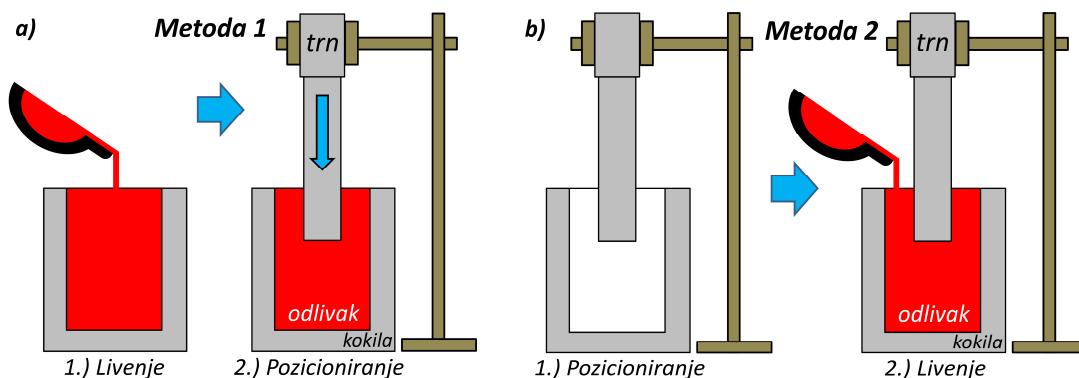 a)
Metoda 1
trn
odlivak
kokila
1.) Livenje
2.) Pozicioniranje
b)
Metoda 2
trn
odlivak
kokila
1.) Pozicioniranje
2.) Livenje